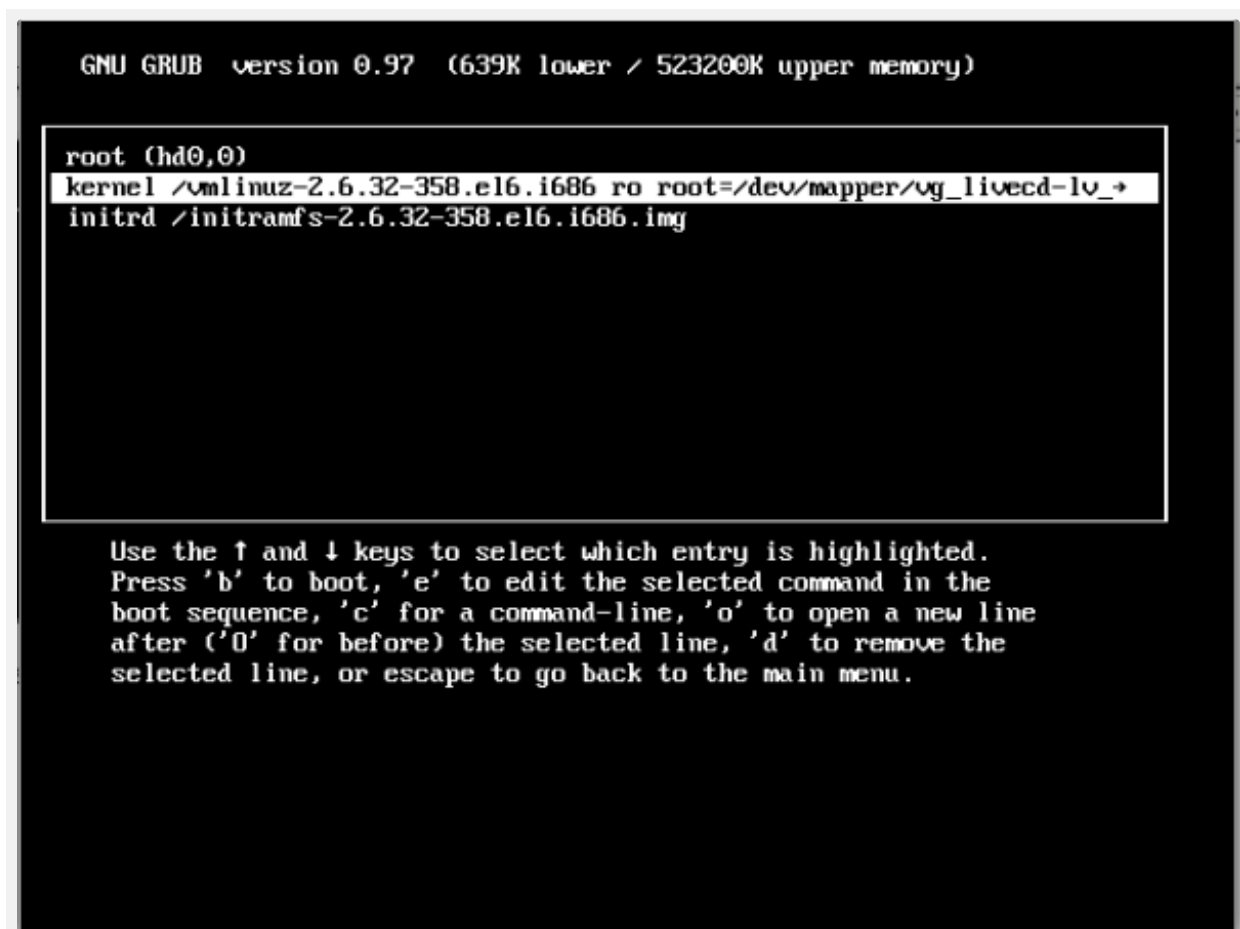 GNU GRUB  version 0.97  (639K lower / 523200K upper memory)
root (hd0,0)
kernel /vmlinuz-2.6.32-358.el6.i686 ro root=/dev/mapper/vg_livecd-lv_→
initrd /initramfs-2.6.32-358.el6.i686.img
Use the ↑ and ↓ keys to select which entry is highlighted.
Press 'b' to boot, 'e' to edit the selected command in the
boot sequence, 'c' for a command-line, 'o' to open a new line
after ('O' for before) the selected line, 'd' to remove the
selected line, or escape to go back to the main menu.